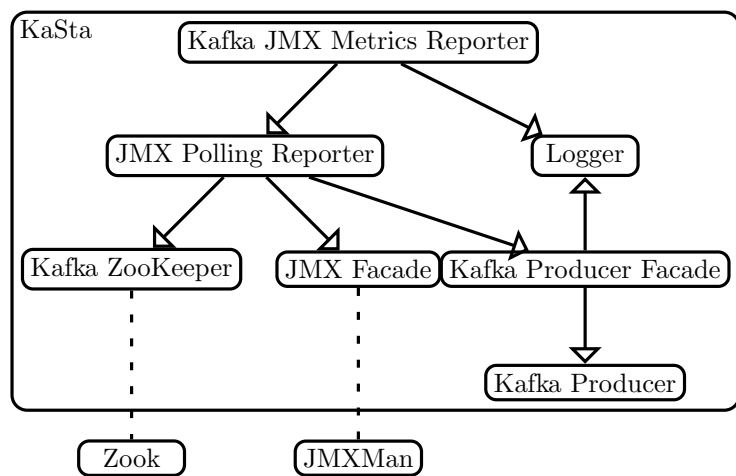 KaSta
Kafka JMX Metrics Reporter
JMX Polling Reporter
Logger
Kafka ZooKeeper
JMX Facade
Kafka Producer Facade
Kafka Producer
Zook
JMXMan